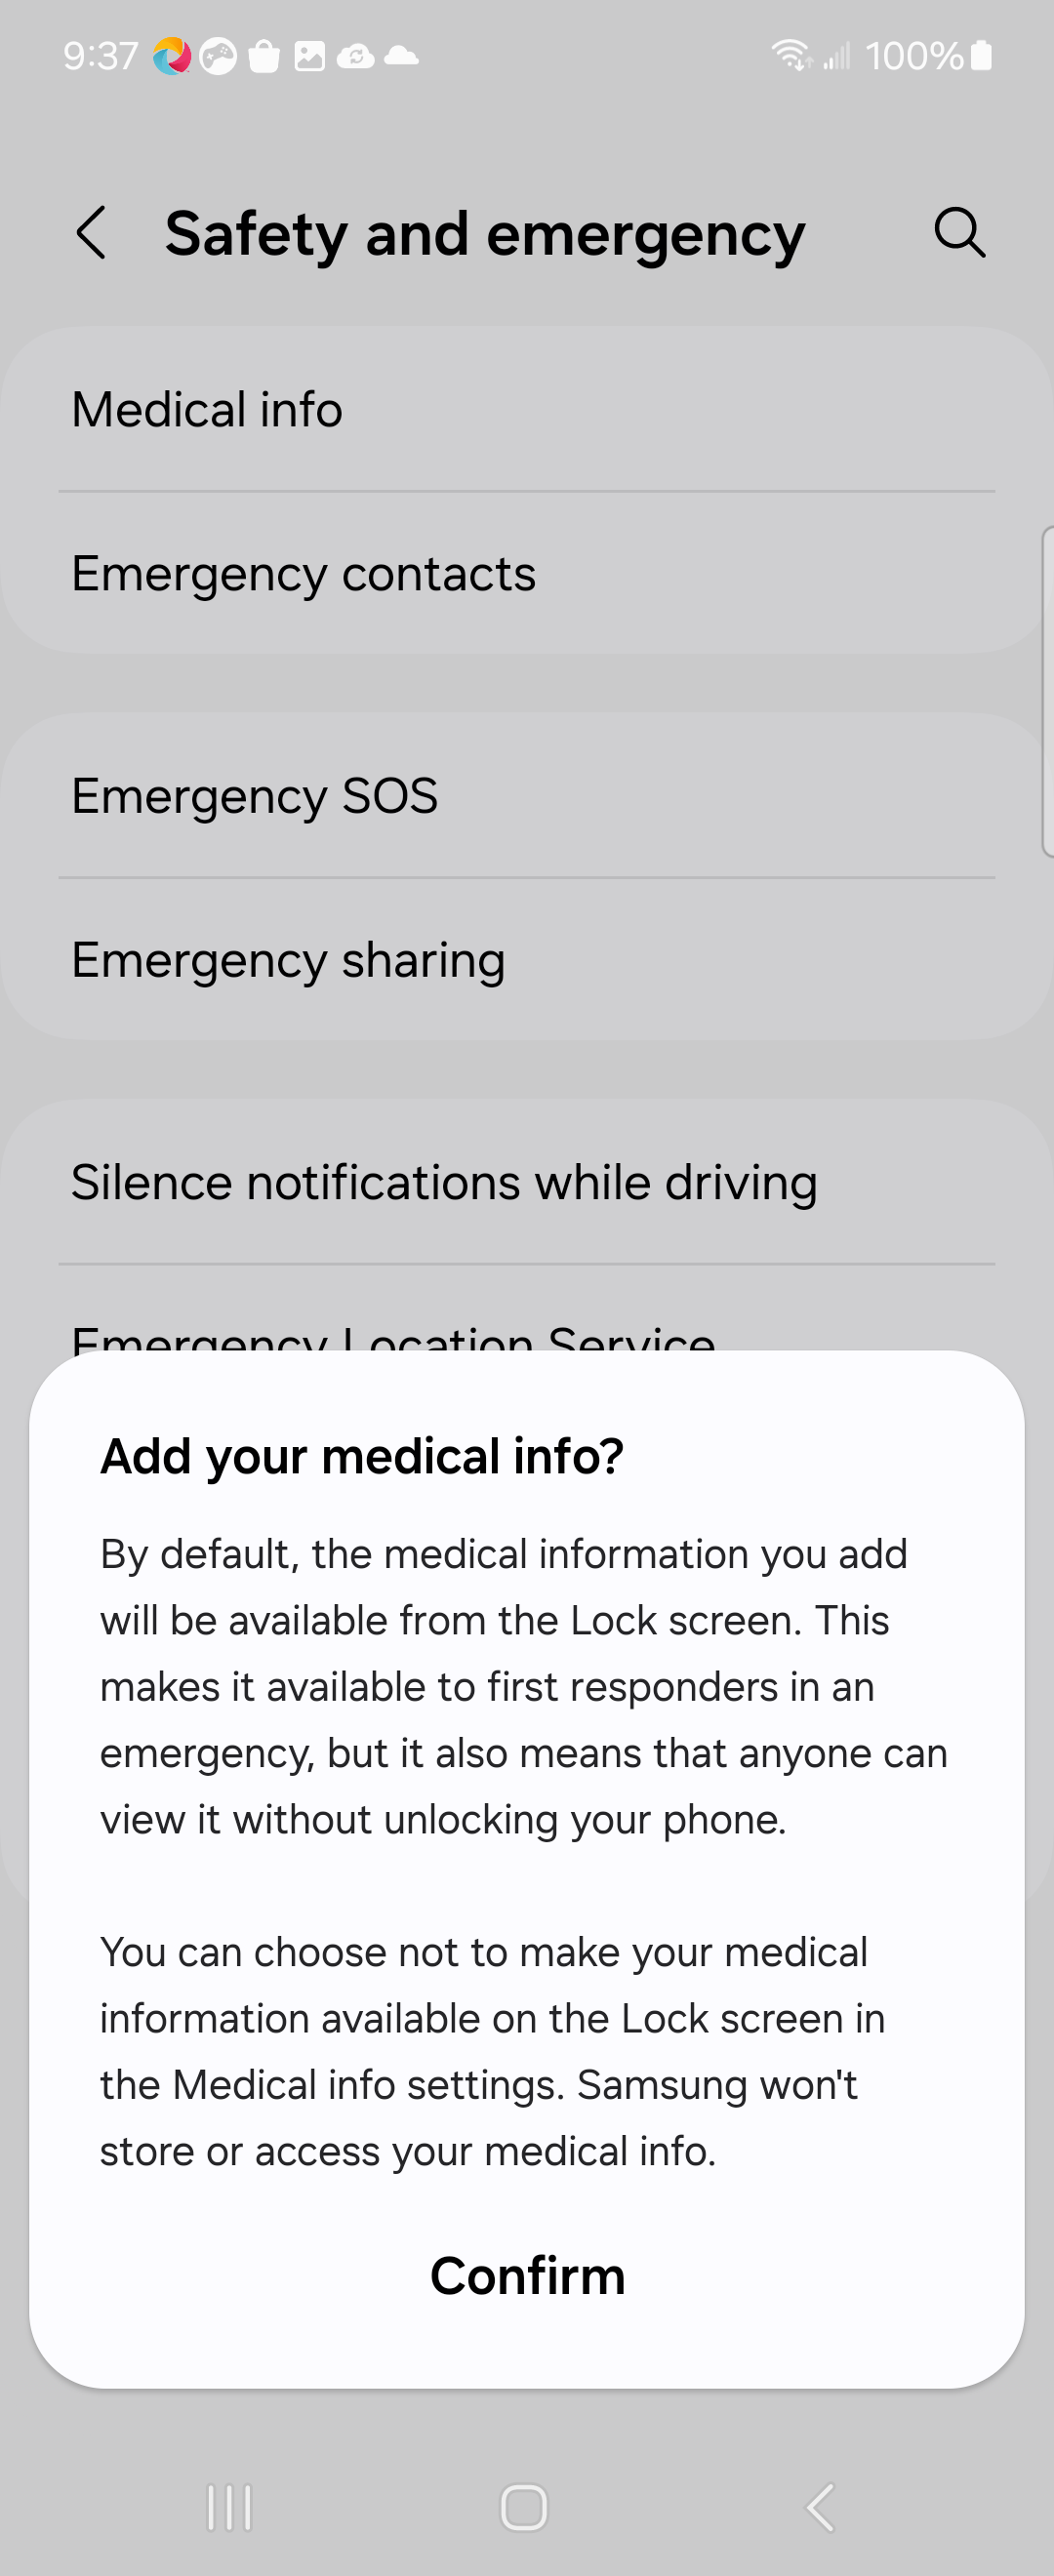 9:37 100%
Safety and emergency
Medical info
Emergency contacts
Emergency SOS
Emergency sharing
Silence notifications while driving
Emergency Location Service
Add your medical info?
By default, the medical information you add
will be available from the Lock screen. This
makes it available to first responders in an
emergency, but it also means that anyone can
view it without unlocking your phone.
You can choose not to make your medical
information available on the Lock screen in
the Medical info settings. Samsung won't
store or access your medical info.
Confirm